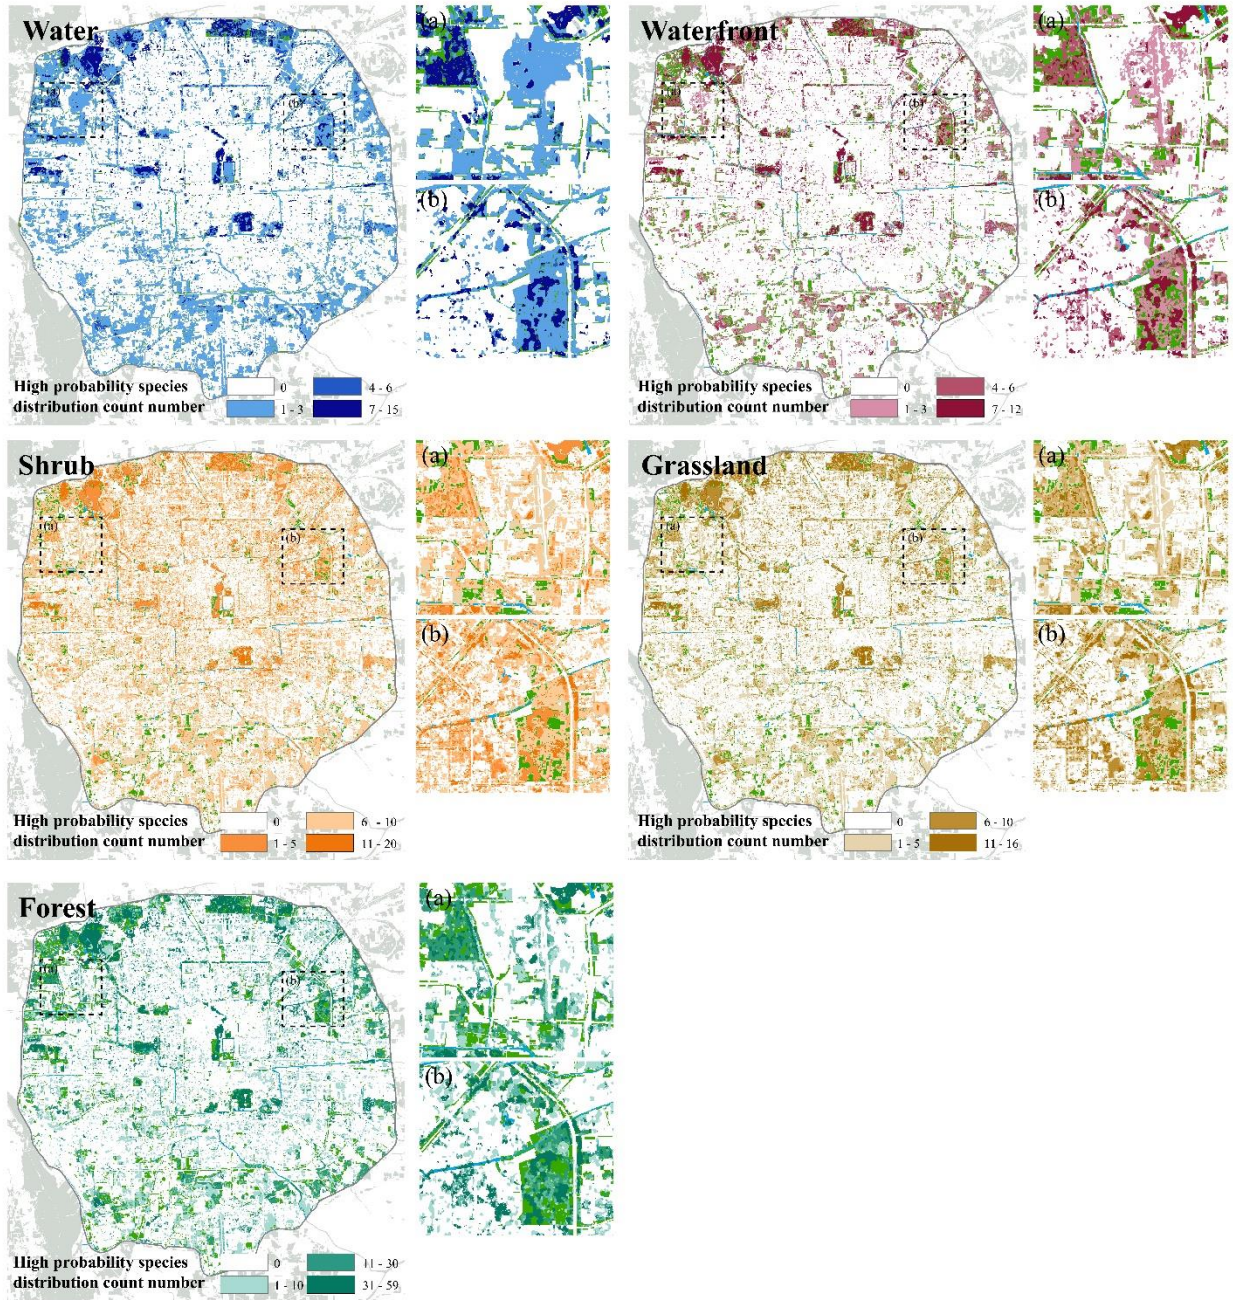 Water
(a)
(b)
(a)
(b)
High probability species
distribution count number
0
4 - 6
1 - 3
7 - 15
Waterfront
(a)
(b)
(a)
(b)
High probability species
distribution count number
0
4 - 6
1 - 3
7 - 12
Shrub
(a)
(b)
(a)
(b)
High probability species
distribution count number
0
6 - 10
1 - 5
11 - 20
Grassland
(a)
(b)
(a)
(b)
High probability species
distribution count number
0
6 - 10
1 - 5
11 - 16
Forest
(a)
(b)
(a)
(b)
High probability species
distribution count number
0
11 - 30
1 - 10
31 - 59